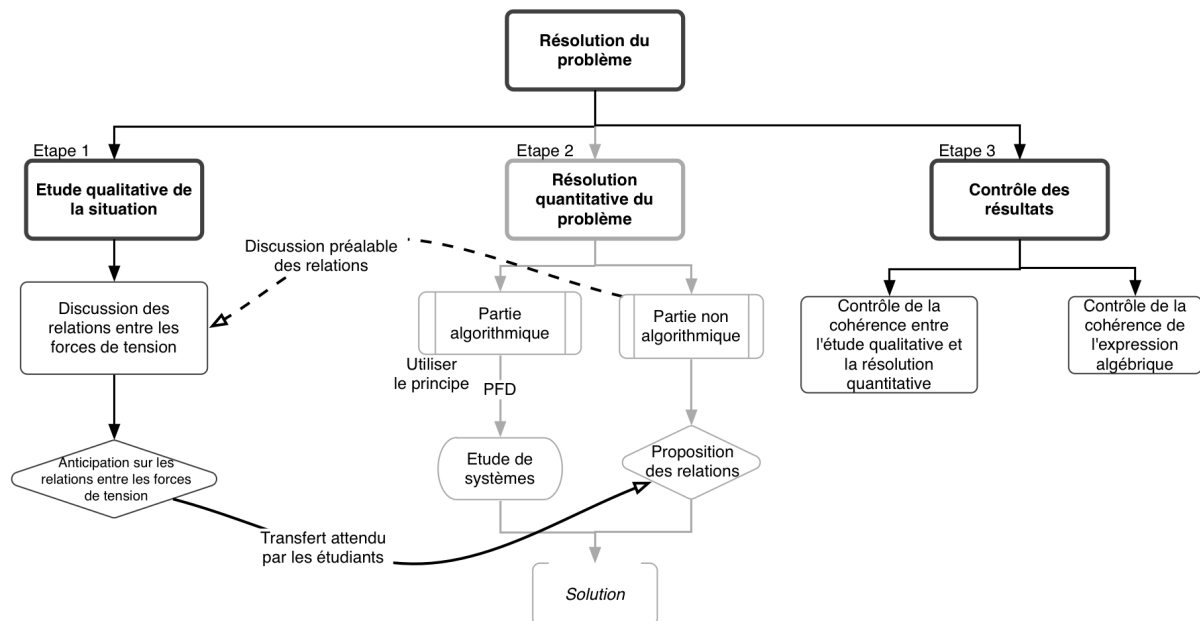 Résolution du
problème
Etape 1
Etude qualitative de
la situation
Discussion des
relations entre les
forces de tension
Anticipation sur les
relations entre les forces
de tension
Discussion préalable
des relations
Transfert attendu
par les étudiants
Etape 2
Résolution
quantitative du
problème
Partie
algorithmique
Utiliser
le principe
PFD
Etude de
systèmes
Partie non
algorithmique
Proposition
des relations
Solution
Etape 3
Contrôle des
résultats
Contrôle de la
cohérence entre
l'étude qualitative et
la résolution
quantitative
Contrôle de la
cohérence de
l'expression
algébrique